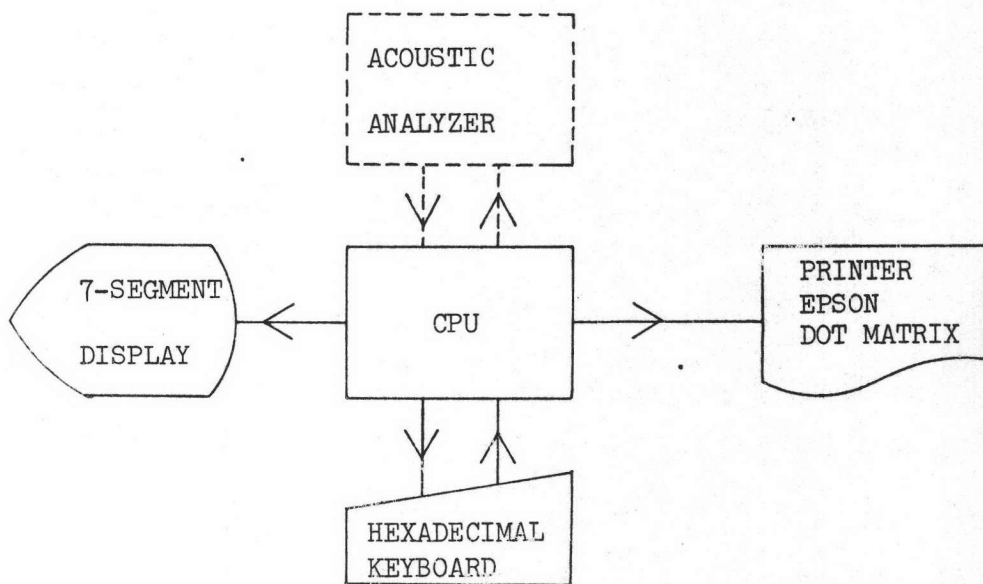 ACOUSTIC
ANALYZER
7-SEGMENT
DISPLAY
CPU
PRINTER
EPSON
DOT MATRIX
HEXADECIMAL
KEYBOARD